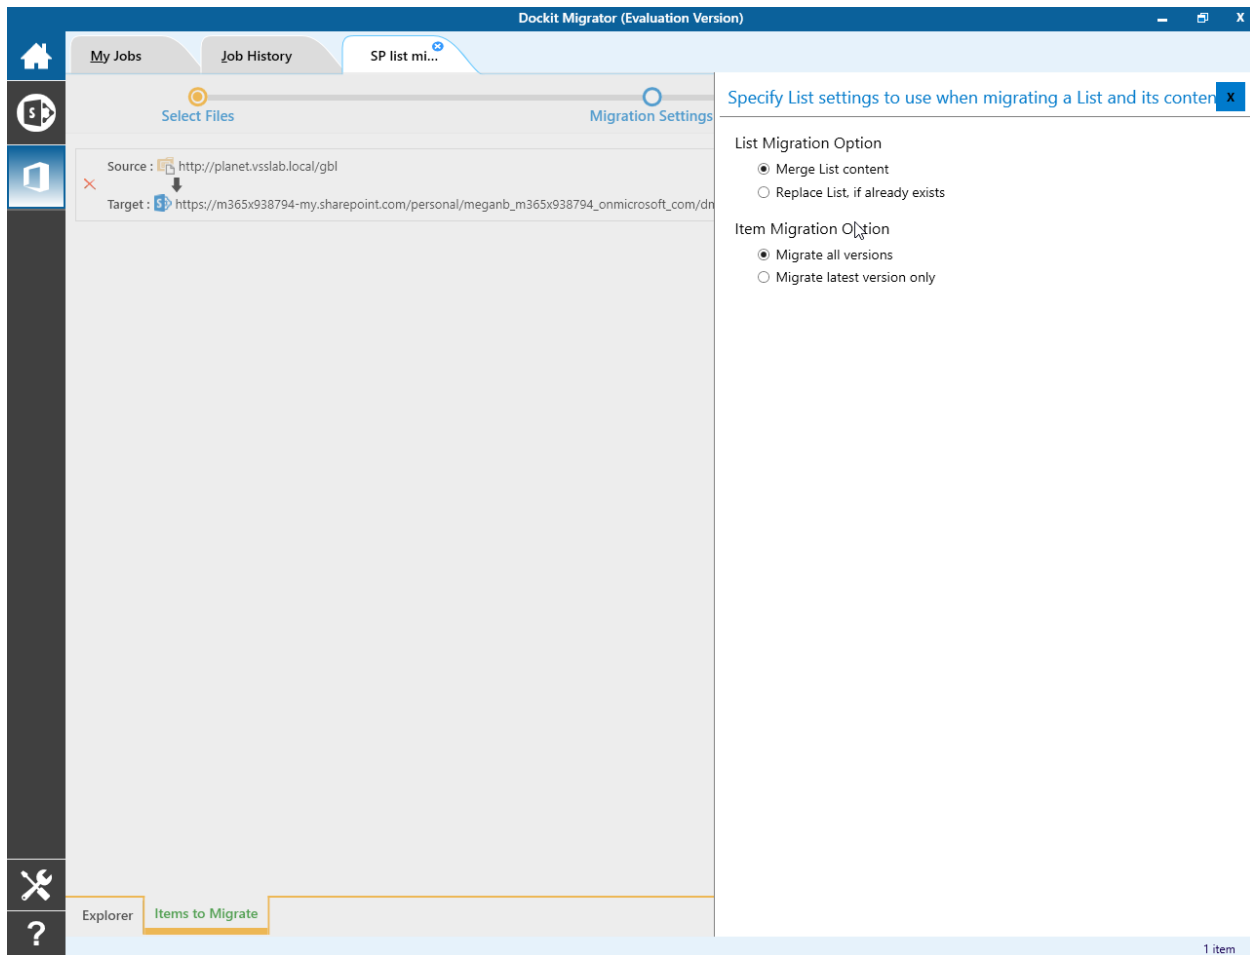 Dockit Migrator (Evaluation Version)
X
My Jobs
Job History
SP list mi...
Select Files
Migration Settings
Source : http://planet.vsslab.local/gbl
Target : https://m365x938794-my.sharepoint.com/personal/meganb_m365x938794_onmicrosoft_com/dn
Specify List settings to use when migrating a List and its conten
X
List Migration Option
Merge List content
Replace List, if already exists
Item Migration Option
Migrate all versions
Migrate latest version only
Explorer
Items to Migrate
1 item